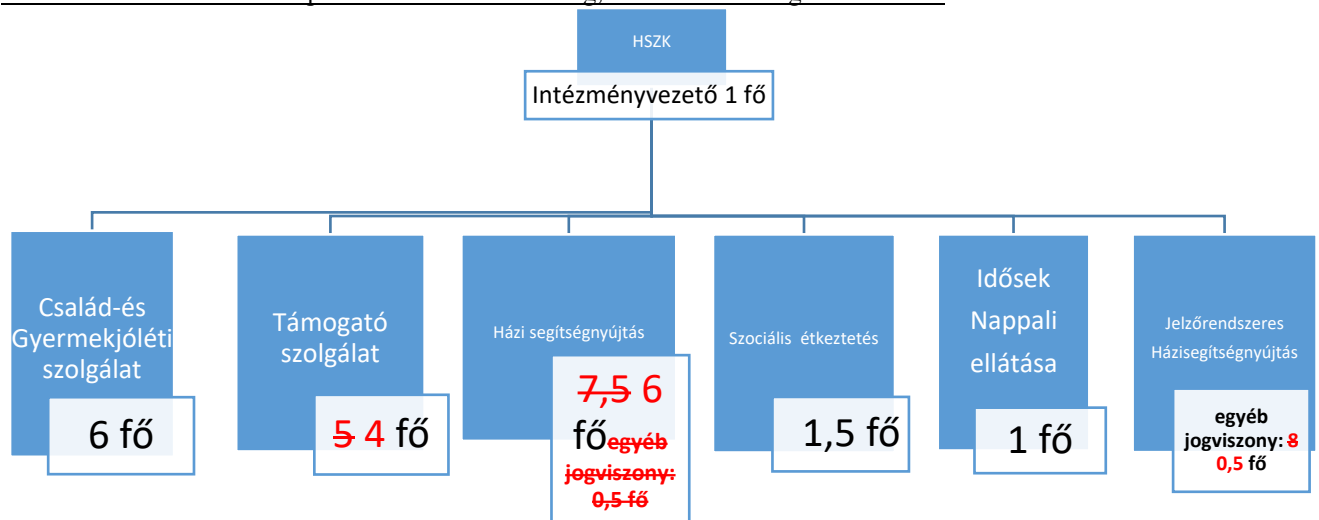 HSZK
Intézményvezető 1 fő
Család-és
Gyermekjóléti
szolgálat
6 fő
Támogató
szolgálat
5 4 fő
Házi segítségnyújtás
7,5 6
főegyéb
jogviszony:
0,5 fő
Szociális étkeztetés
1,5 fő
Idősek
Nappali
ellátása
1 fő
Jelzőrendszeres
Házisegítségnyújtás
egyéb
jogviszony: 8
0,5 fő